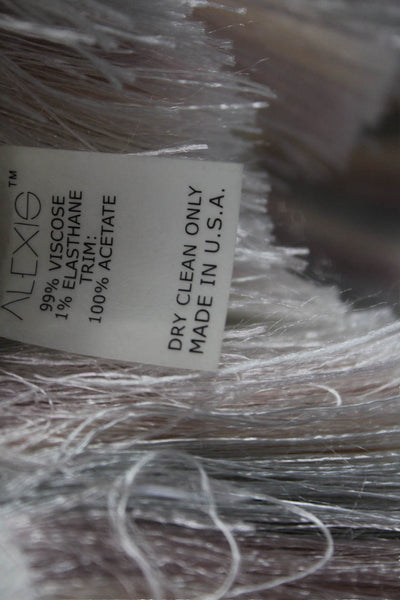 ALEXIS™
99% VISCOSE
1% ELASTHANE
TRIM:
100% ACETATE
DRY CLEAN ONLY
MADE IN U.S.A.